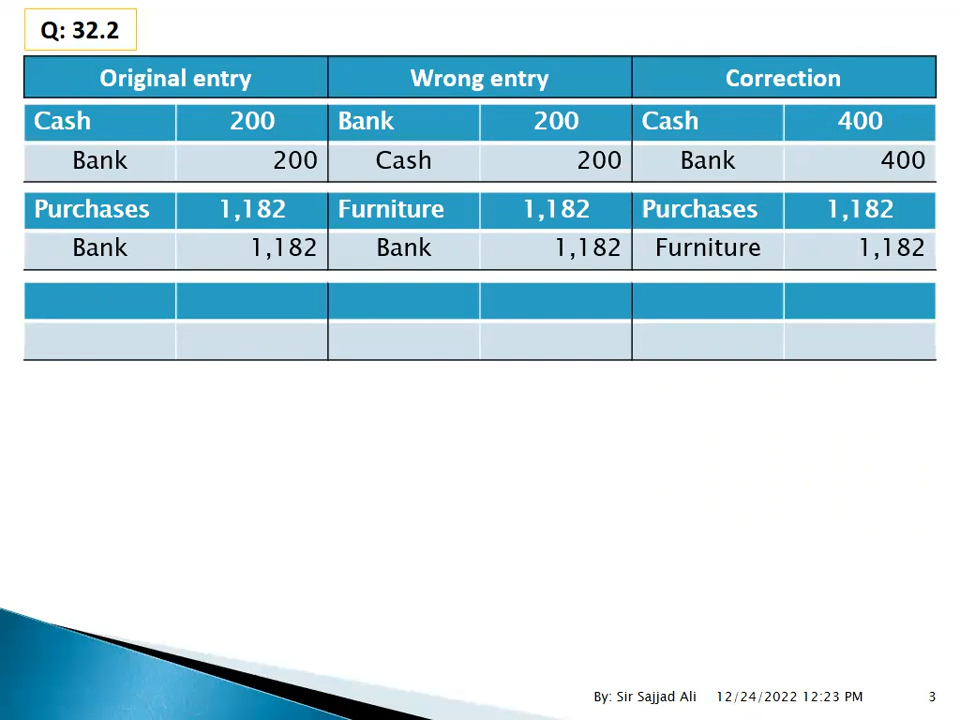 Q: 32.2
Original entry Wrong entry Correction
Cash 200 Bank 200 Cash 400
Bank 200 Cash 200 Bank 400
Purchases 1,182 Furniture 1,182 Purchases 1,182
Bank 1,182 Bank 1,182 Furniture 1,182
By: Sir Sajjad Ali 12/24/2022 12:23 PM 3